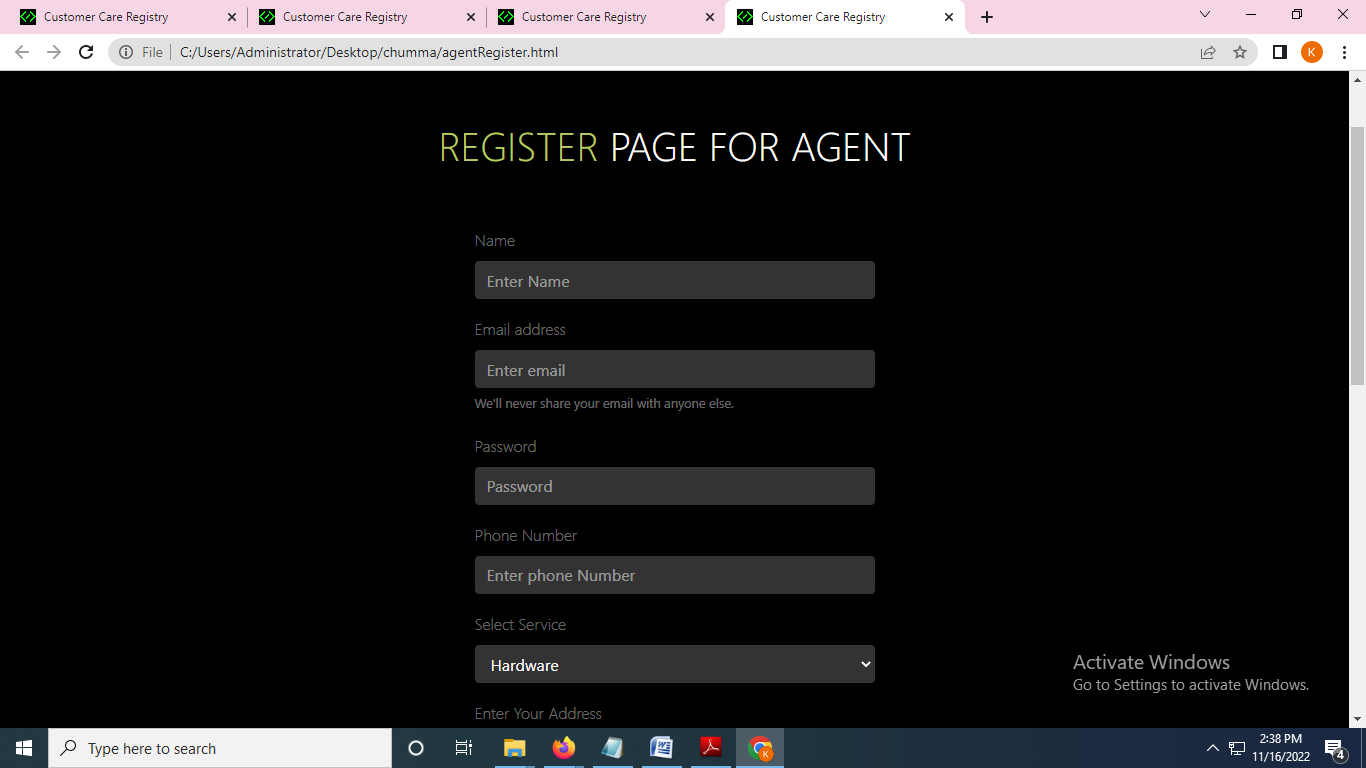 Customer Care Registry
Customer Care Registry
Customer Care Registry
Customer Care Registry
File
C:/Users/Administrator/Desktop/chumma/agentRegister.html
K
REGISTER PAGE FOR AGENT
Name
Enter Name
Email address
Enter email
We'll never share your email with anyone else.
Password
Password
Phone Number
Enter phone Number
Select Service
Hardware
Enter Your Address
Activate Windows
Go to Settings to activate Windows.
Type here to search
K
2:38 PM
11/16/2022
4